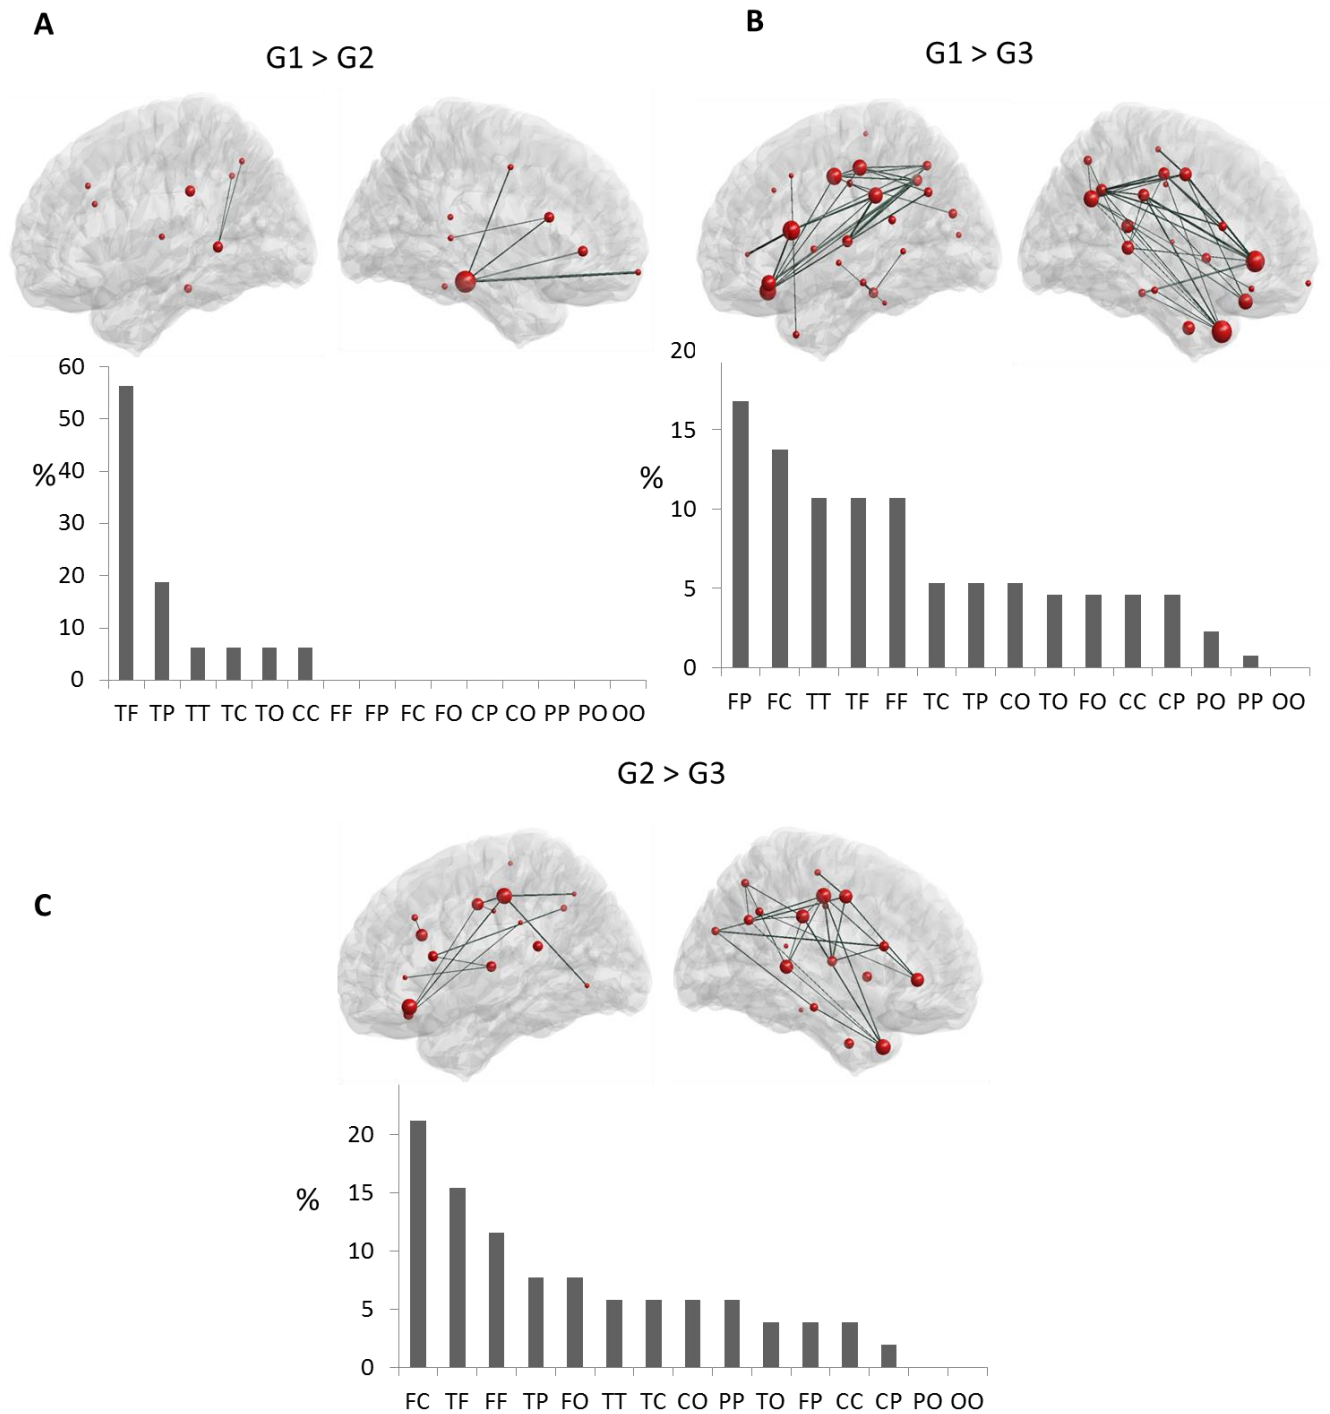 A
G1 > G2
60
50
%
40
30
20
10
0
TF TP TT TC TO CC FF FP FC FO CP CO PP PO OO
B
G1 > G3
20
15
%
10
5
0
FP FC TT TF FF TC TP CO TO FO CC CP PO PP OO
C
G2 > G3
20
15
%
10
5
0
FC TF FF TP FO TT TC CO PP TO FP CC CP PO OO